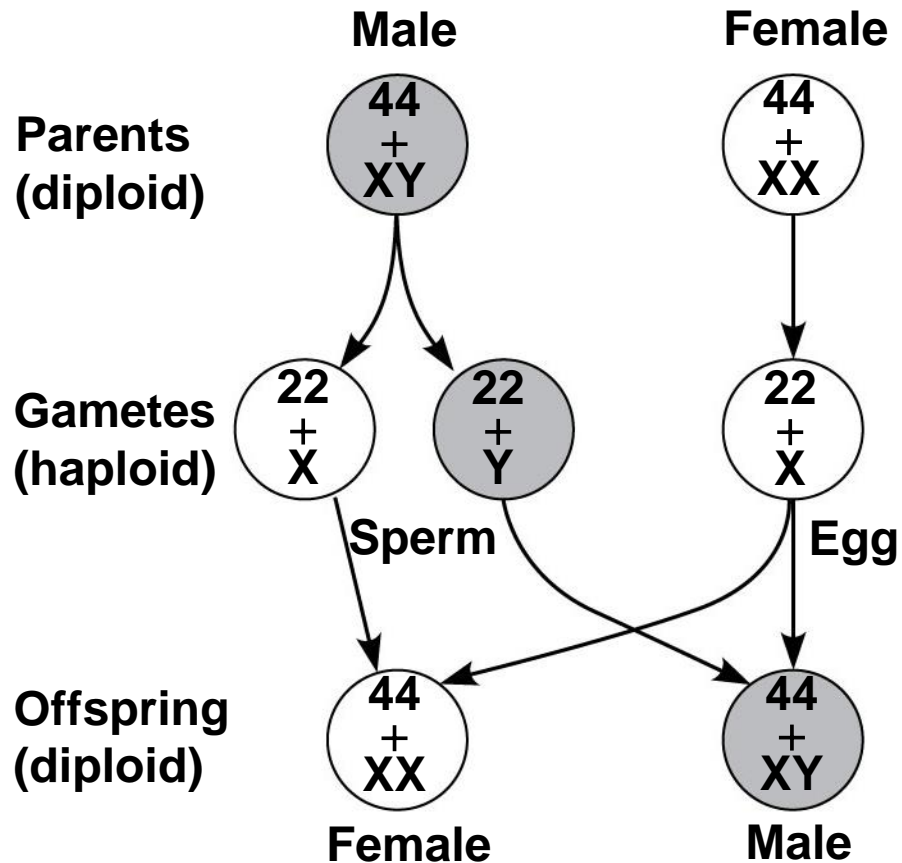 Male
Female
Parents
(diploid)
44
+
XY
44
+
XX
Gametes
(haploid)
22
+
X
22
+
Y
22
+
X
Sperm
Egg
Offspring
(diploid)
44
+
XX
44
+
XY
Female
Male